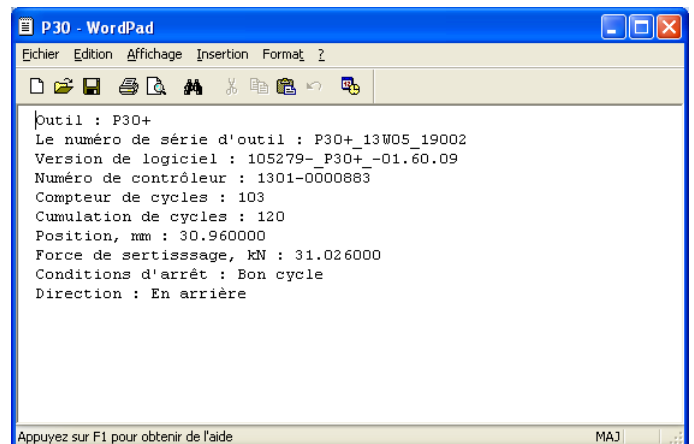 P30 - WordPad
Fichier Edition Affichage Insertion Format ?
Outil : P30+
Le numéro de série d'outil : P30+_13W05_19002
Version de logiciel : 105279-_P30+_-01.60.09
Numéro de contrôleur : 1301-0000883
Compteur de cycles : 103
Cumulation de cycles : 120
Position, mm : 30.960000
Force de sertisssage, kN : 31.026000
Conditions d'arrêt : Bon cycle
Direction : En arrière
Appuyez sur F1 pour obtenir de l'aide MAJ